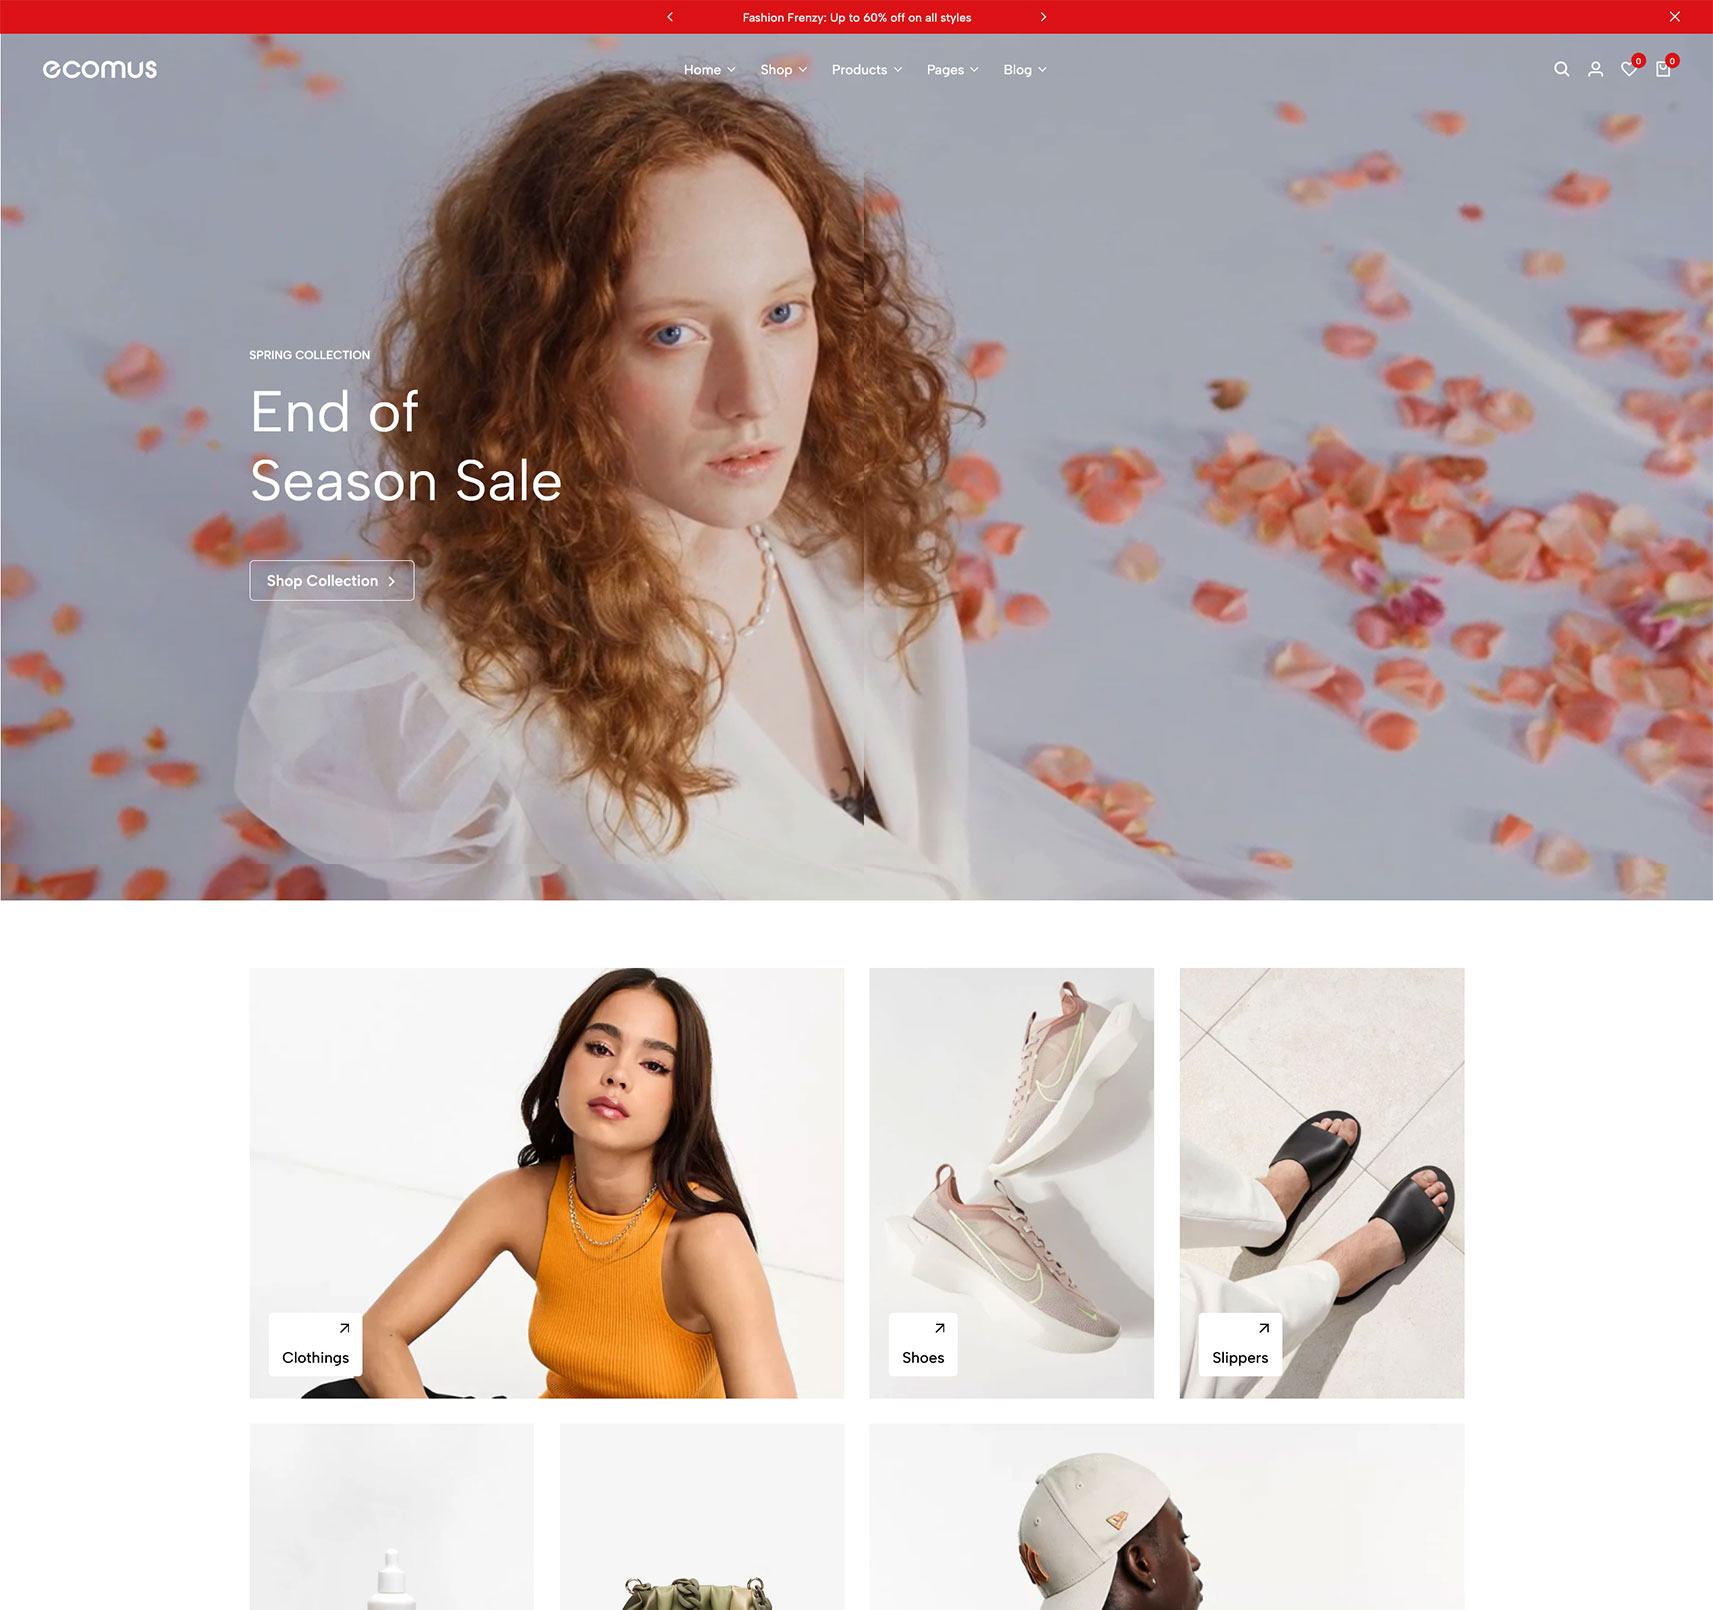 Fashion Frenzy: Up to 60% off on all styles
ecomus
Home
Shop
Products
Pages
Blog
0
0
SPRING COLLECTION
End of
Season Sale
Shop Collection
Clothings
Shoes
Slippers